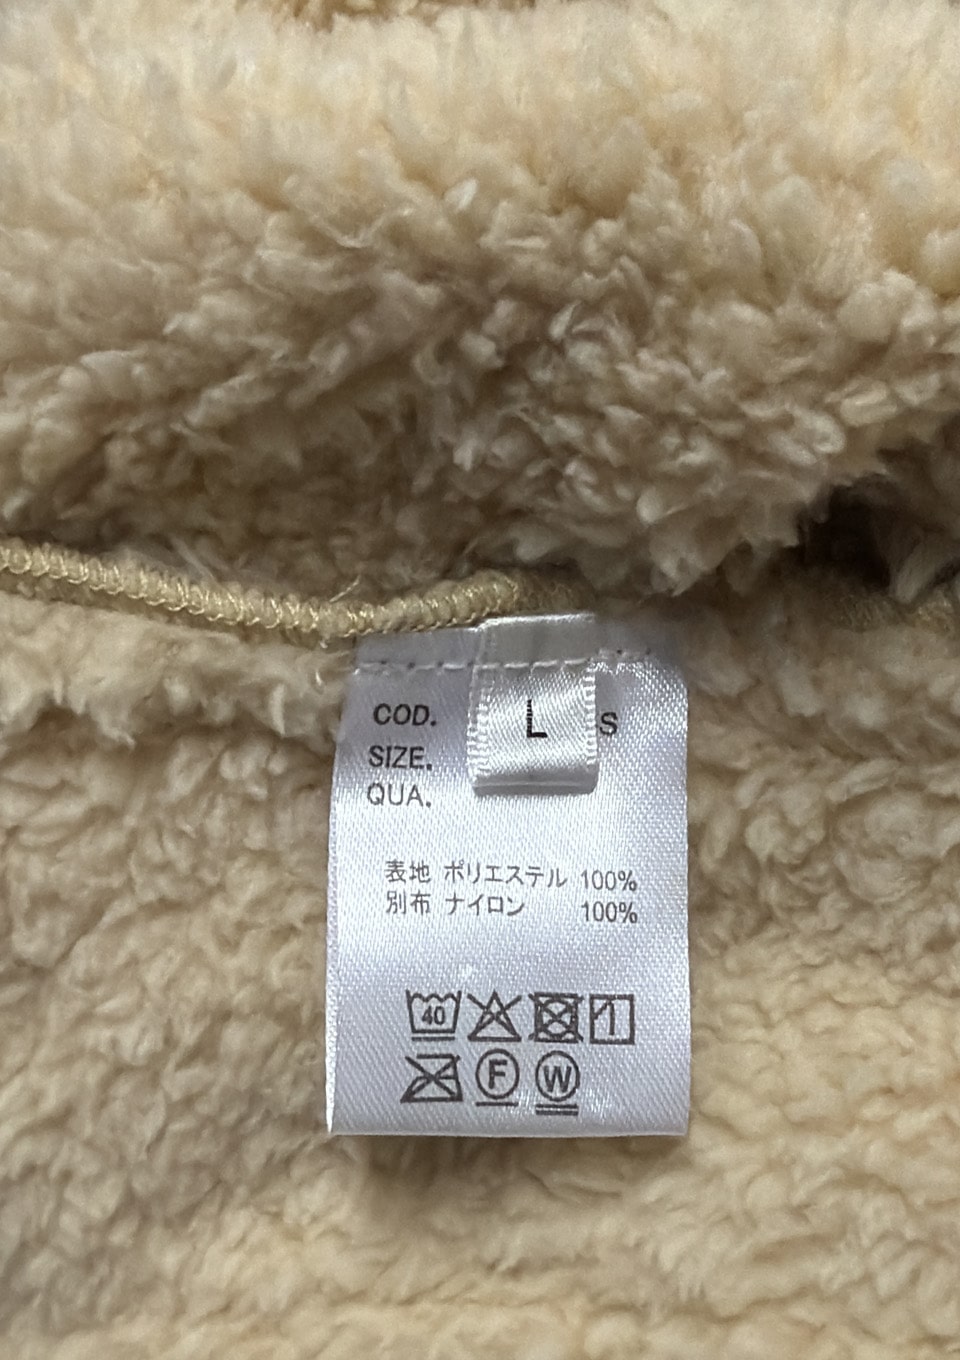 COD.
L S
SIZE.
QUA.
表地 ポリエステル 100%
別布 ナイロン 100%
40
F W